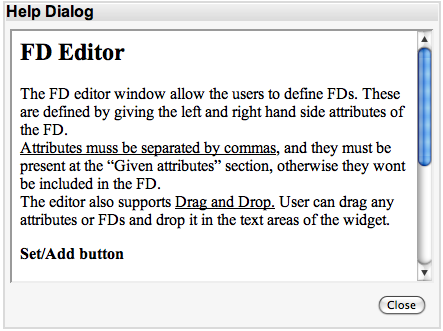 Help Dialog
FD Editor
The FD editor window allow the users to define FDs. These
are defined by giving the left and right hand side attributes of
the FD.
Attributes muss be separated by commas, and they must be
present at the “Given attributes” section, otherwise they wont
be included in the FD.
The editor also supports Drag and Drop. User can drag any
attributes or FDs and drop it in the text areas of the widget.
Set/Add button
Close